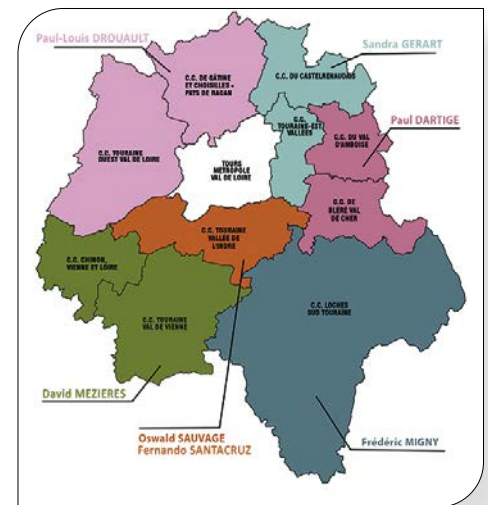 Paul-Louis DROUAULT
Sandra GERART
C.C. DE GÂTINE
ET CHOISILLES -
PAYS DE RACAN
C.C. DU CASTELRENAUDAIS
C.C.
TOURAINE-EST
VALLÉES
Paul DARTIGE
C.C. DU VAL
D'AMBOISE
C.C. TOURAINE
OUEST VAL DE LOIRE
TOURS
METROPOLE
VAL DE LOIRE
C.C. DE
BLÉRÉ VAL
DE CHER
C.C. TOURAINE
VALLÉE DE
L'INDRE
C.C. CHINON,
VIENNE ET LOIRE
C.C. TOURAINE
VAL DE VIENNE
C.C. LOCHES
SUD TOURAINE
David MEZIERES
Oswald SAUVAGE
Fernando SANTACRUZ
Frédéric MIGNY